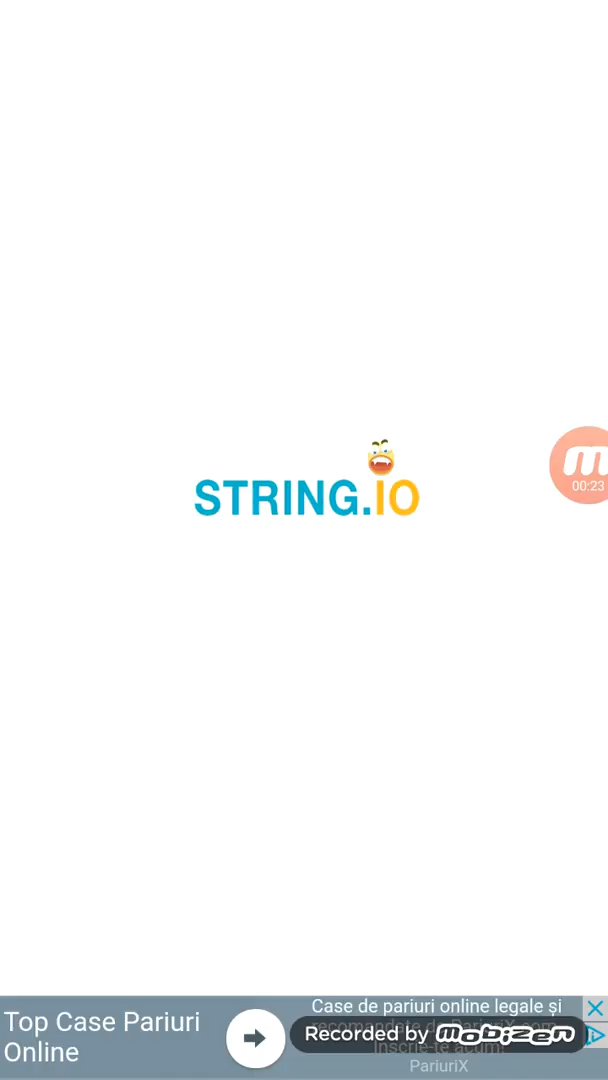 STRING.IO
00:23
Top Case Pariuri
Online
Case de pariuri online legale și
Recorded by mobizen
Înscrie-te acum!
PariuriX